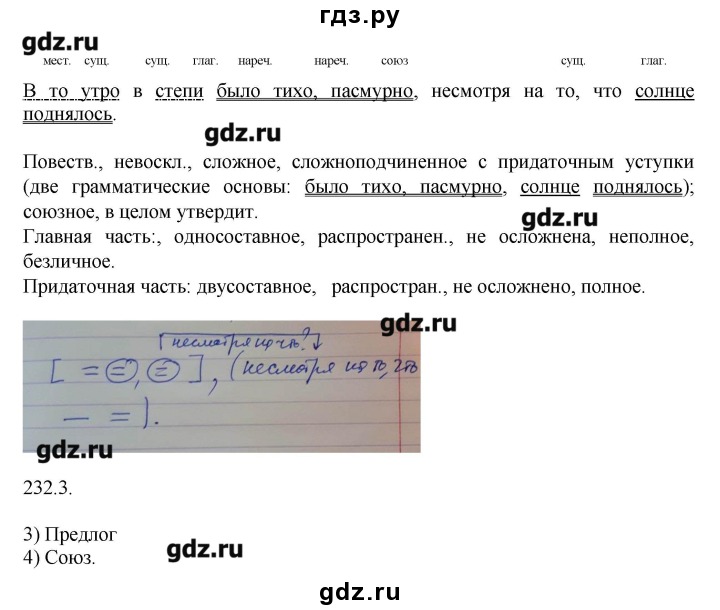 гдз.ру
gdz.ru
мест. сущ. сущ. глаг. нареч. нареч. союз сущ. глаг.
В то утро в степи было тихо, пасмурно, несмотря на то, что солнце
поднялось.
gdz.ru
Повеств., невоскл., сложное, сложноподчиненное с придаточным уступки
(две грамматические основы: было тихо, пасмурно, солнце поднялось);
союзное, в целом утвердит.
gdz.ru
Главная часть:, односоставное, распространен., не осложнена, неполное,
безличное.
Придаточная часть: двусоставное, распростран., не осложнено, полное.
gdz.ru
несмотря на что?
[ = =, = ], (несмотря на то, что
— = ).
gdz.ru
232.3.
3) Предлог
4) Союз.
gdz.ru
gdz.ru